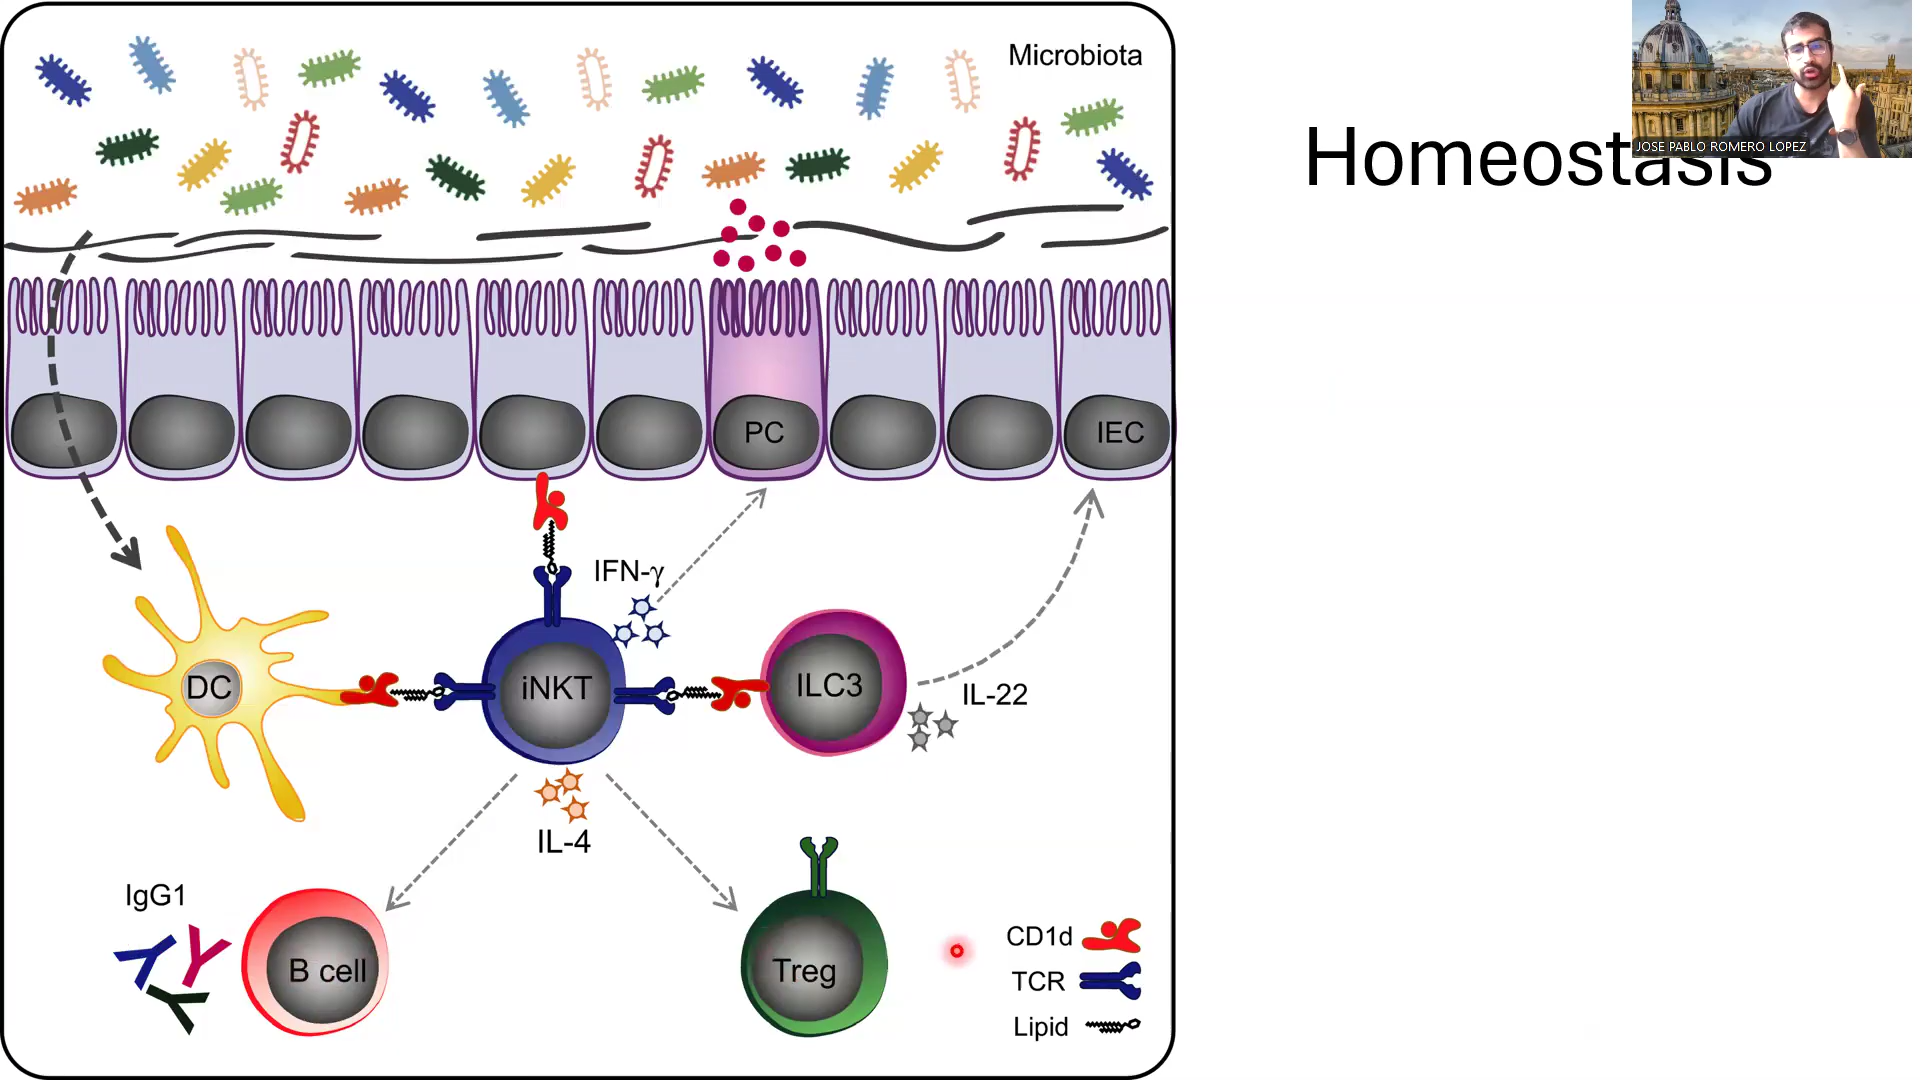 Microbiota
Homeostasis
JOSE PABLO ROMERO LOPEZ
PC
IEC
IFN-γ
DC
iNKT
ILC3
IL-22
IL-4
IgG1
B cell
Treg
CD1d
TCR
Lipid